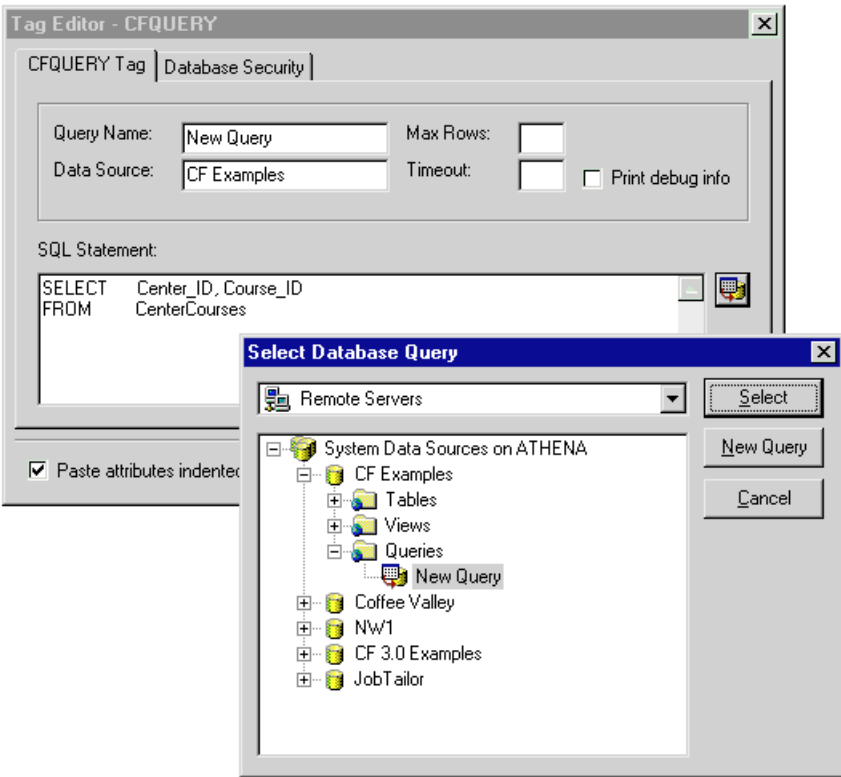 Tag Editor - CFQUERY
CFQUERY Tag Database Security
Query Name: New Query Max Rows:
Data Source: CF Examples Timeout: Print debug info
SQL Statement:
SELECT Center_ID, Course_ID
FROM CenterCourses
Paste attributes indented
Select Database Query
Remote Servers Select
System Data Sources on ATHENA New Query
CF Examples
Tables Cancel
Views
Queries
New Query
Coffee Valley
NW1
CF 3.0 Examples
JobTailor